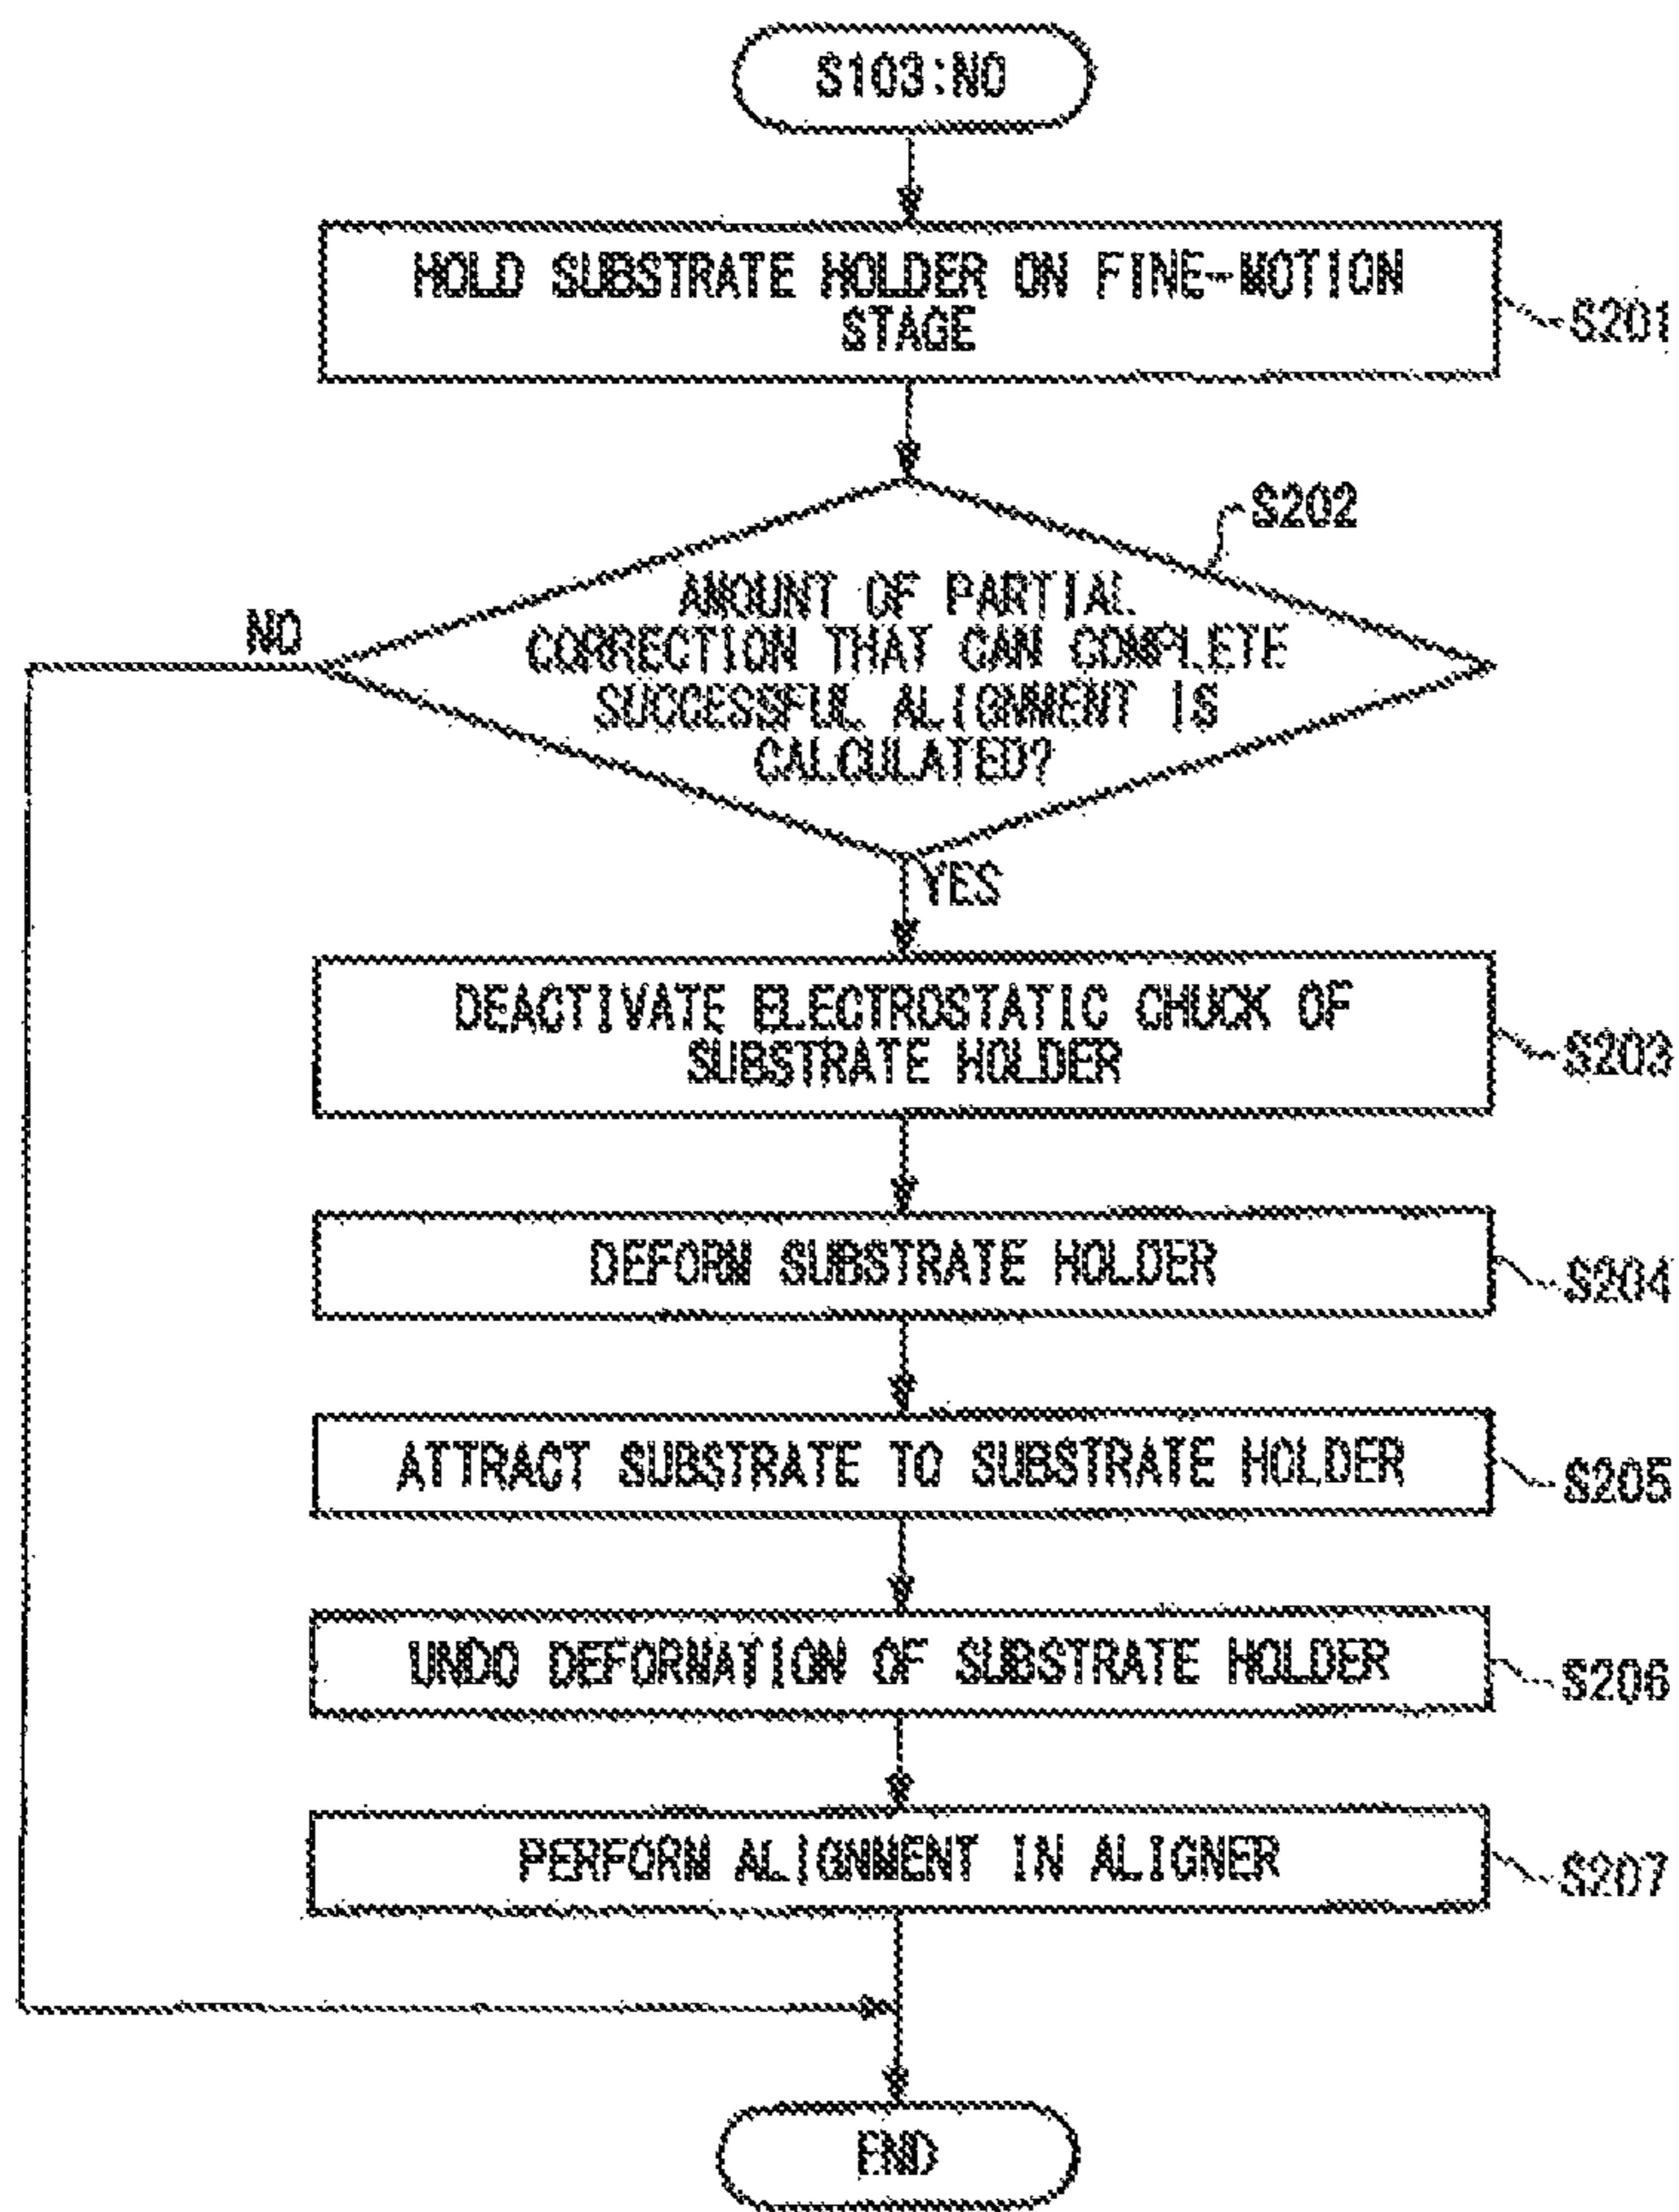 S103:NO
HOLD SUBSTRATE HOLDER ON FINE-MOTION
STAGE
S201
S202
AMOUNT OF PARTIAL
CORRECTION THAT CAN COMPLETE
SUCCESSFUL ALIGNMENT IS
CALCULATED?
NO
YES
DEACTIVATE ELECTROSTATIC CHUCK OF
SUBSTRATE HOLDER
S203
DEFORM SUBSTRATE HOLDER
S204
ATTRACT SUBSTRATE TO SUBSTRATE HOLDER
S205
UNDO DEFORMATION OF SUBSTRATE HOLDER
S206
PERFORM ALIGNMENT IN ALIGNER
S207
END